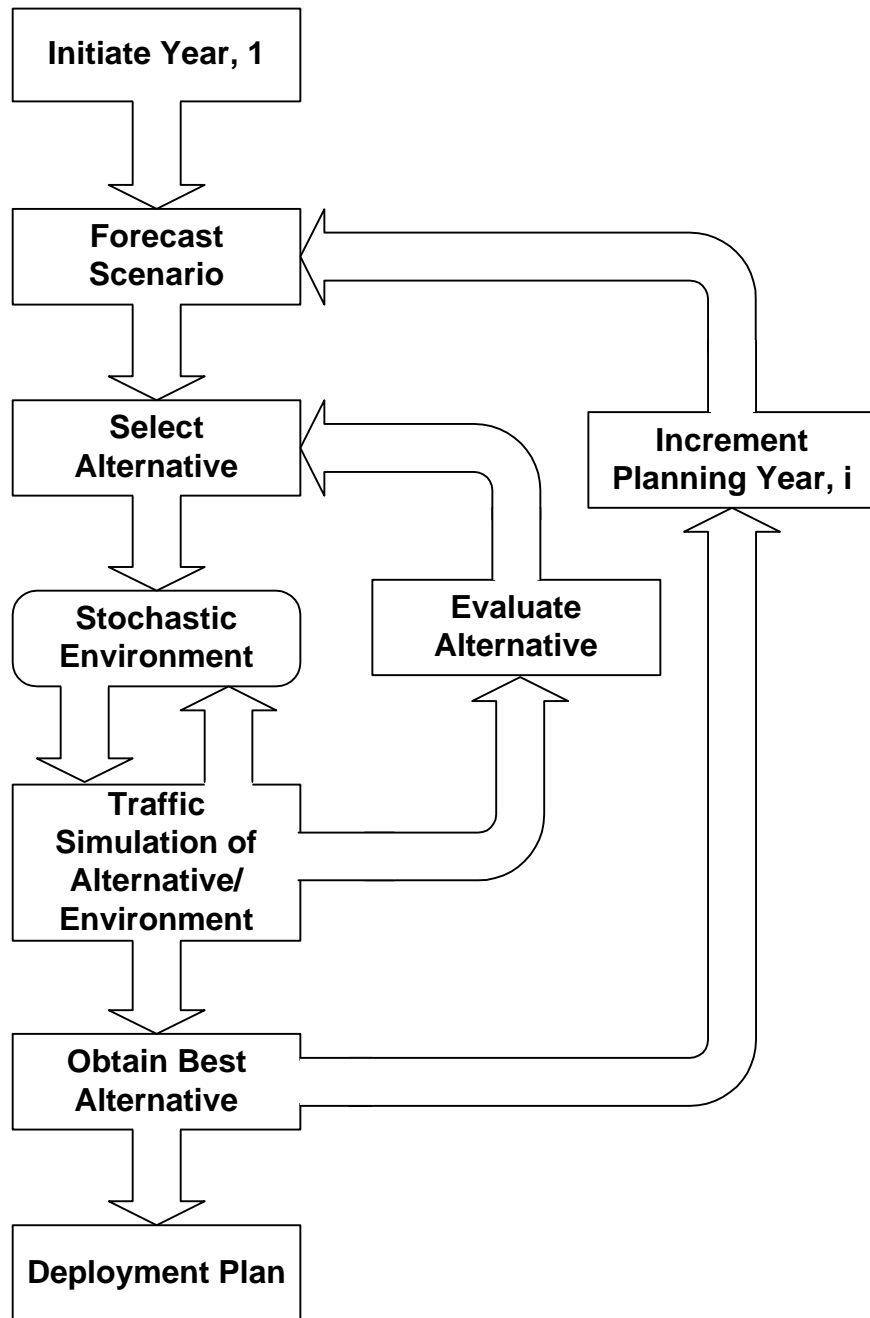 Initiate Year, 1
Forecast
Scenario
Select
Alternative
Increment
Planning Year, i
Stochastic
Environment
Evaluate
Alternative
Traffic
Simulation of
Alternative/
Environment
Obtain Best
Alternative
Deployment Plan